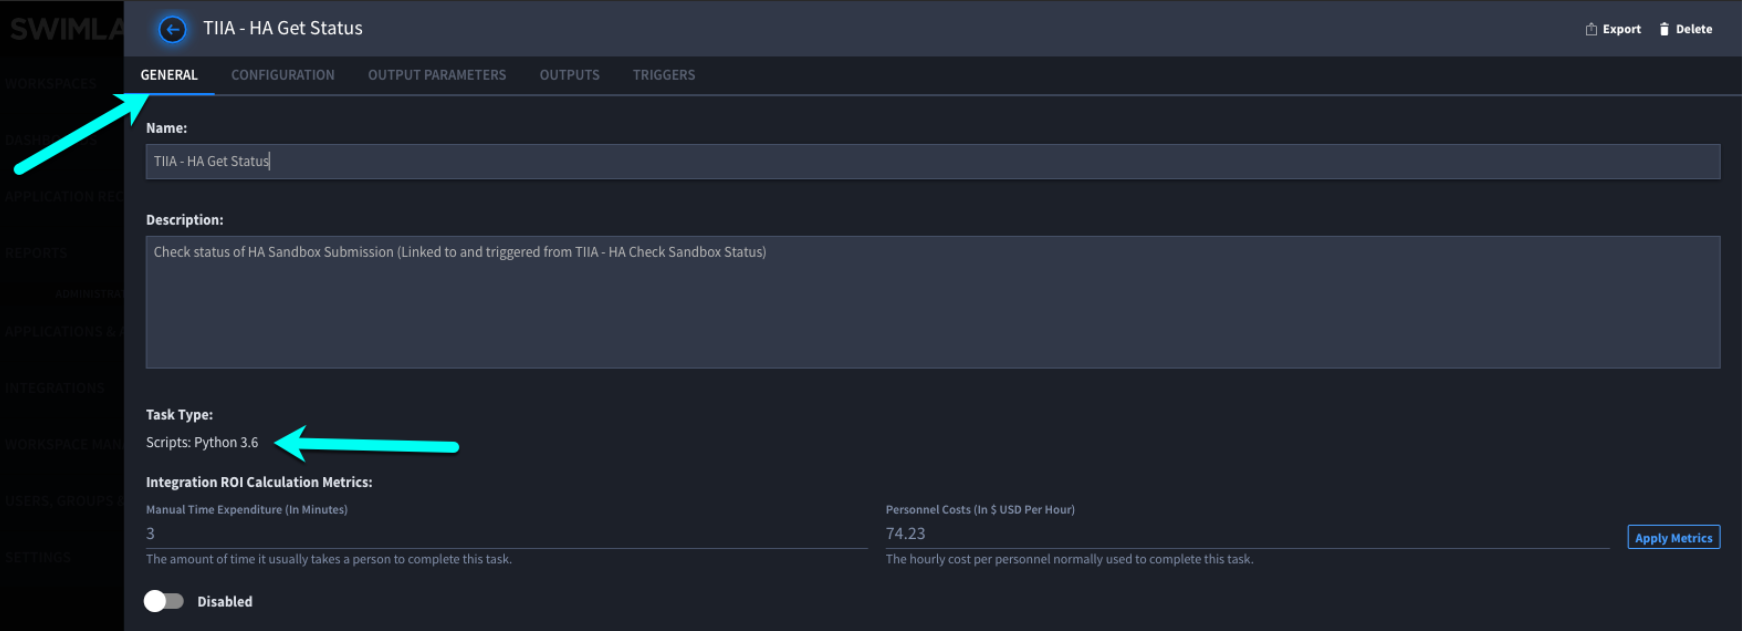 SWIMLA
TIIA - HA Get Status
Export
Delete
GENERAL
CONFIGURATION
OUTPUT PARAMETERS
OUTPUTS
TRIGGERS
WORKSPACES
DASHB
APPLICATION REC
REPORTS
ADMINISTRAT
APPLICATIONS & A
INTEGRATIONS
WORKSPACE MANA
USERS, GROUPS &
SETTINGS
Name:
TIIA - HA Get Status
Description:
Check status of HA Sandbox Submission (Linked to and triggered from TIIA - HA Check Sandbox Status)
Task Type:
Scripts: Python 3.6
Integration ROI Calculation Metrics:
Manual Time Expenditure (In Minutes)
3
The amount of time it usually takes a person to complete this task.
Personnel Costs (In $ USD Per Hour)
74.23
The hourly cost per personnel normally used to complete this task.
Apply Metrics
Disabled